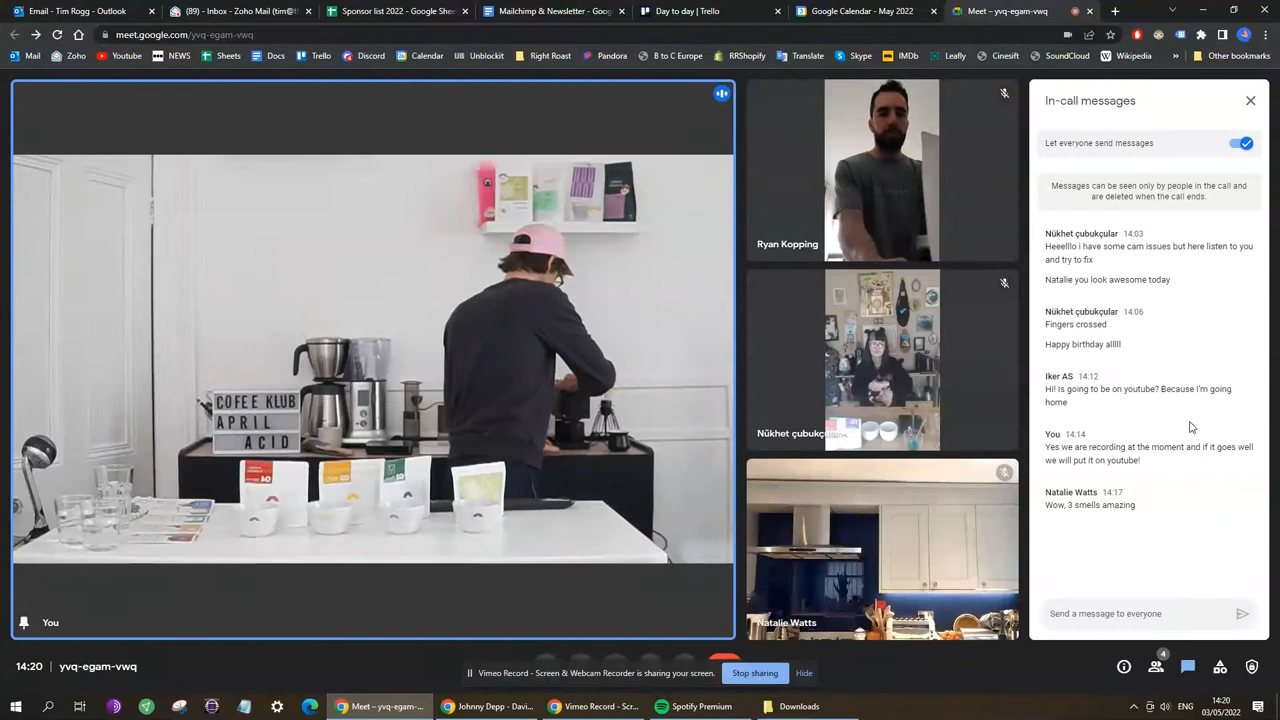 Email - Tim Rogg - Outlook
(89) - Inbox - Zoho Mail (tim@t
Sponsor list 2022 - Google Shee
Mailchimp & Newsletter - Goog
Day to day | Trello
Google Calendar - May 2022
Meet – yvq-egam-vwq
meet.google.com/yvq-egam-vwq
Mail
Zoho
Youtube
NEWS
Sheets
Docs
Trello
Discord
Calendar
Unblockit
Right Roast
Pandora
B to C Europe
RRShopify
Translate
Skype
IMDb
Leafly
Cinesift
SoundCloud
Wikipedia
»
Other bookmarks
COFEE KLUB
APRIL
ACID
You
Ryan Kopping
Nükhet çubukçu
Natalie Watts
In-call messages
Let everyone send messages
Messages can be seen only by people in the call and
are deleted when the call ends.
Nükhet çubukçular 14:03
Heeelllo i have some cam issues but here listen to you
and try to fix
Natalie you look awesome today
Nükhet çubukçular 14:06
Fingers crossed
Happy birthday alllll
Iker AS 14:12
Hi! Is going to be on youtube? Because I'm going
home
You 14:14
Yes we are recording at the moment and if it goes well
we will put it on youtube!
Natalie Watts 14:17
Wow, 3 smells amazing
Send a message to everyone
14:20 | yvq-egam-vwq
Vimeo Record - Screen & Webcam Recorder is sharing your screen.
Stop sharing
Hide
4
Meet – yvq-egam-...
Johnny Depp - Davi...
Vimeo Record - Scr...
Spotify Premium
Downloads
ENG
14:20
03/05/2022